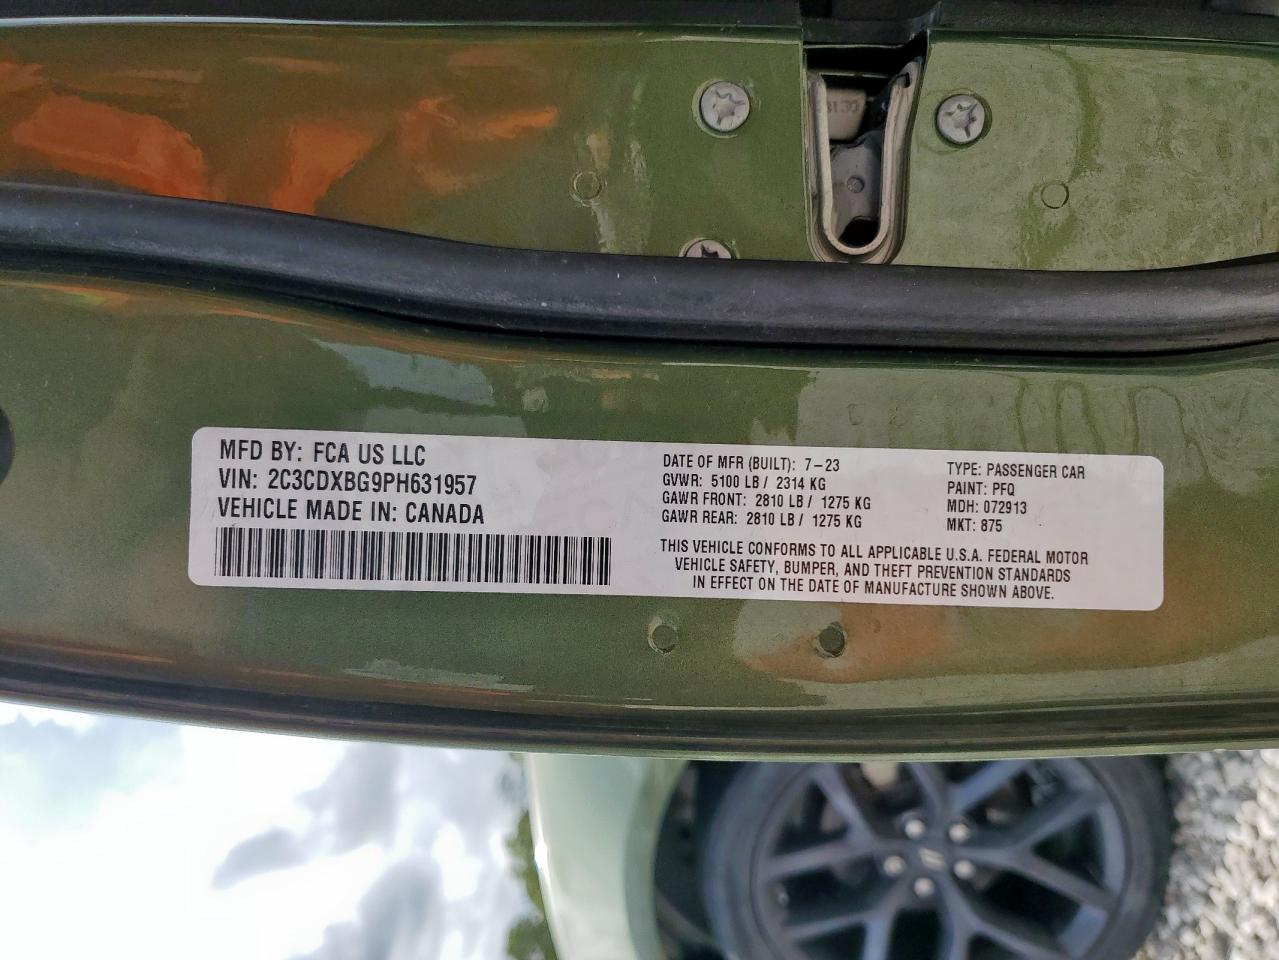 MFD BY: FCA US LLC
VIN: 2C3CDXBG9PH631957
VEHICLE MADE IN: CANADA
DATE OF MFR (BUILT): 7-23
GVWR: 5100 LB / 2314 KG
GAWR FRONT: 2810 LB / 1275 KG
GAWR REAR: 2810 LB / 1275 KG
TYPE: PASSENGER CAR
PAINT: PFQ
MDH: 072913
MKT: 875
THIS VEHICLE CONFORMS TO ALL APPLICABLE U.S.A. FEDERAL MOTOR
VEHICLE SAFETY, BUMPER, AND THEFT PREVENTION STANDARDS
IN EFFECT ON THE DATE OF MANUFACTURE SHOWN ABOVE.